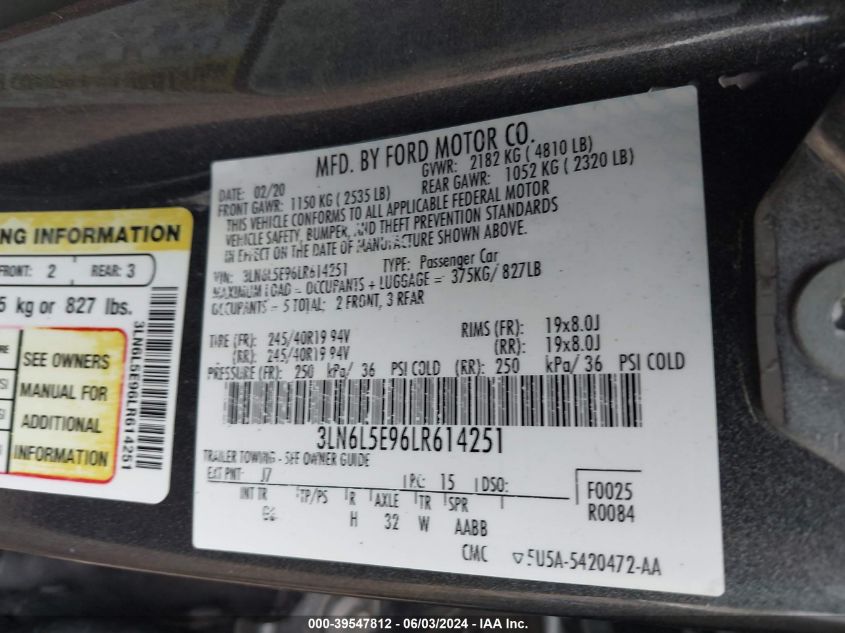 MFD. BY FORD MOTOR CO.
DATE: 02/20 GVWR: 2182 KG ( 4810 LB)
FRONT GAWR: 1150 KG ( 2535 LB) REAR GAWR: 1052 KG ( 2320 LB)
THIS VEHICLE CONFORMS TO ALL APPLICABLE FEDERAL MOTOR
VEHICLE SAFETY, BUMPER, AND THEFT PREVENTION STANDARDS
IN EFFECT ON THE DATE OF MANUFACTURE SHOWN ABOVE.
VIN: 3LN6L5E96LR614251 TYPE: Passenger Car
MAXIMUM LOAD = OCCUPANTS + LUGGAGE = 375KG/ 827LB
OCCUPANTS = 5 TOTAL; 2 FRONT, 3 REAR
TIRE (FR): 245/40R19 94V RIMS (FR): 19x8.0J
(RR): 245/40R19 94V (RR): 19x8.0J
PRESSURE (FR): 250 kPa/ 36 PSI COLD (RR): 250 kPa/ 36 PSI COLD
3LN6L5E96LR614251
TRAILER TOWING - SEE OWNER GUIDE
EXT PNT: J7 RC: 15 DSO: F0025
INT TR TP/PS R AXLE TR SPR R0084
H 32 W AABB
CMC 5U5A-5420472-AA
NG INFORMATION
FRONT: 2 REAR: 3
5 kg or 827 lbs.
SEE OWNERS
MANUAL FOR
ADDITIONAL
INFORMATION
3LN6L5E96LR614251
000-39547812 - 06/03/2024 - IAA Inc.